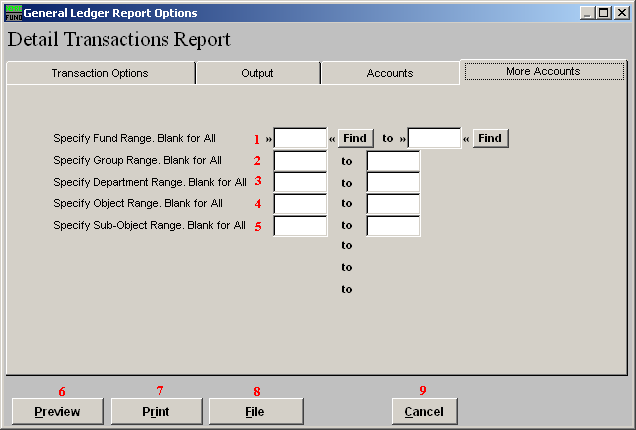 General Ledger Report Options
Detail Transactions Report
Transaction Options Output Accounts More Accounts
Specify Fund Range. Blank for All 1 » « Find to » « Find
Specify Group Range. Blank for All 2 to
Specify Department Range. Blank for All 3 to
Specify Object Range. Blank for All 4 to
Specify Sub-Object Range. Blank for All 5 to
to
to
to
6 7 8 9
Preview Print File Cancel